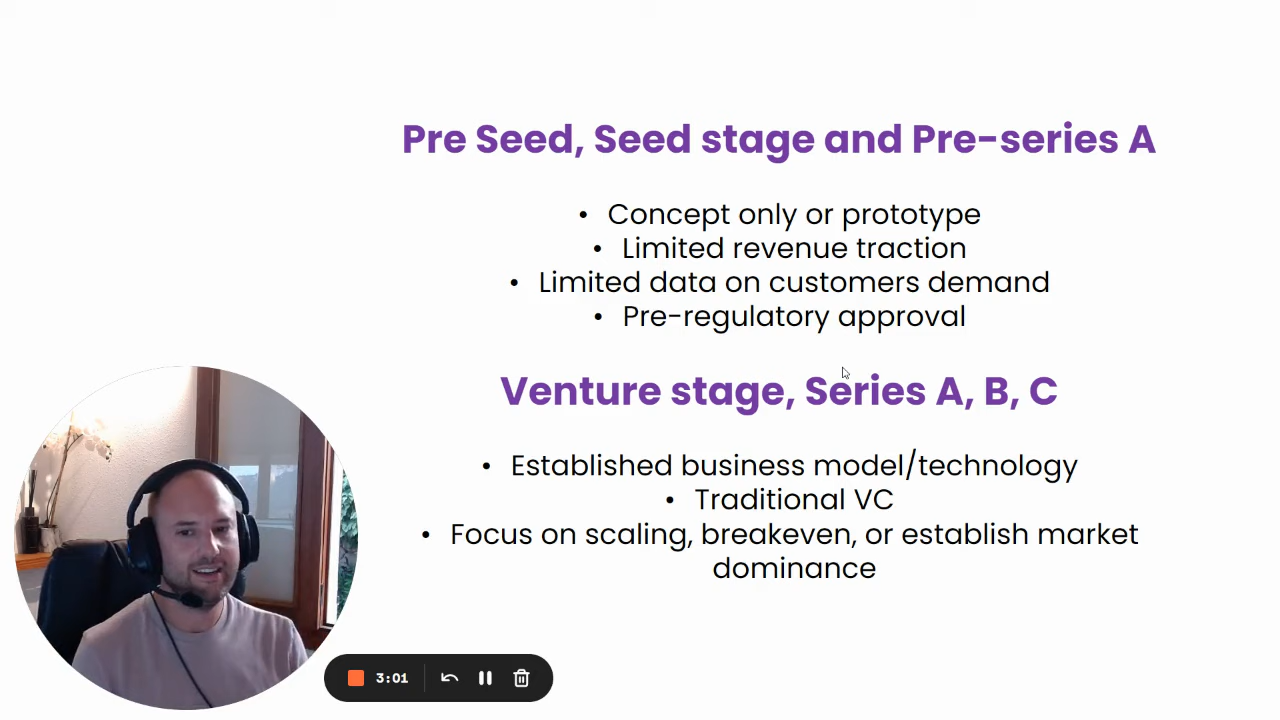 Pre Seed, Seed stage and Pre-series A
• Concept only or prototype
• Limited revenue traction
• Limited data on customers demand
• Pre-regulatory approval
Venture stage, Series A, B, C
• Established business model/technology
• Traditional VC
• Focus on scaling, breakeven, or establish market
dominance
3:01